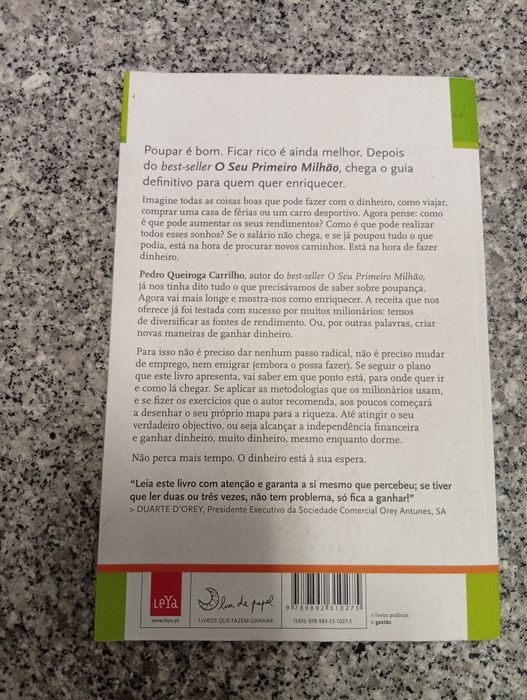 Poupar é bom. Ficar rico é ainda melhor. Depois
do best-seller O Seu Primeiro Milhão, chega o guia
definitivo para quem quer enriquecer.
Imagine todas as coisas boas que pode fazer com o dinheiro, como viajar,
comprar uma casa de férias ou um carro desportivo. Agora pense: como
é que pode aumentar os seus rendimentos? Como é que pode realizar
todos esses sonhos? Se o salário não chega, e se já poupou tudo o que
podia, está na hora de procurar novos caminhos. Está na hora de fazer
dinheiro.
Pedro Queiroga Carrilho, autor do best-seller O Seu Primeiro Milhão,
já nos tinha dito tudo o que precisávamos de saber sobre poupança.
Agora vai mais longe e mostra-nos como enriquecer. A receita que nos
oferece já foi testada com sucesso por muitos milionários: temos
de diversificar as fontes de rendimento. Ou, por outras palavras, criar
novas maneiras de ganhar dinheiro.
Para isso não é preciso dar nenhum passo radical, não é preciso mudar
de emprego, nem emigrar (embora o possa fazer). Se seguir o plano
que este livro apresenta, vai saber em que ponto está, para onde quer ir
e como lá chegar. Se aplicar as metodologias que os milionários usam,
e se fizer os exercícios que o autor recomenda, aos poucos começará
a desenhar o seu próprio mapa para a riqueza. Até atingir o seu
verdadeiro objectivo, ou seja alcançar a independência financeira
e ganhar dinheiro, muito dinheiro, mesmo enquanto dorme.
Não perca mais tempo. O dinheiro está à sua espera.
“Leia este livro com atenção e garanta a si mesmo que percebeu; se tiver
que ler duas ou três vezes, não tem problema, só fica a ganhar!”
> DUARTE D'OREY, Presidente Executivo da Sociedade Comercial Orey Antunes, SA
LeYa
www.leya.pt
lua de papel
LIVROS QUE FAZEM GANHAR
9 789892 310275
ISBN: 978-989-23-1027-5
> livros práticos
> gestão